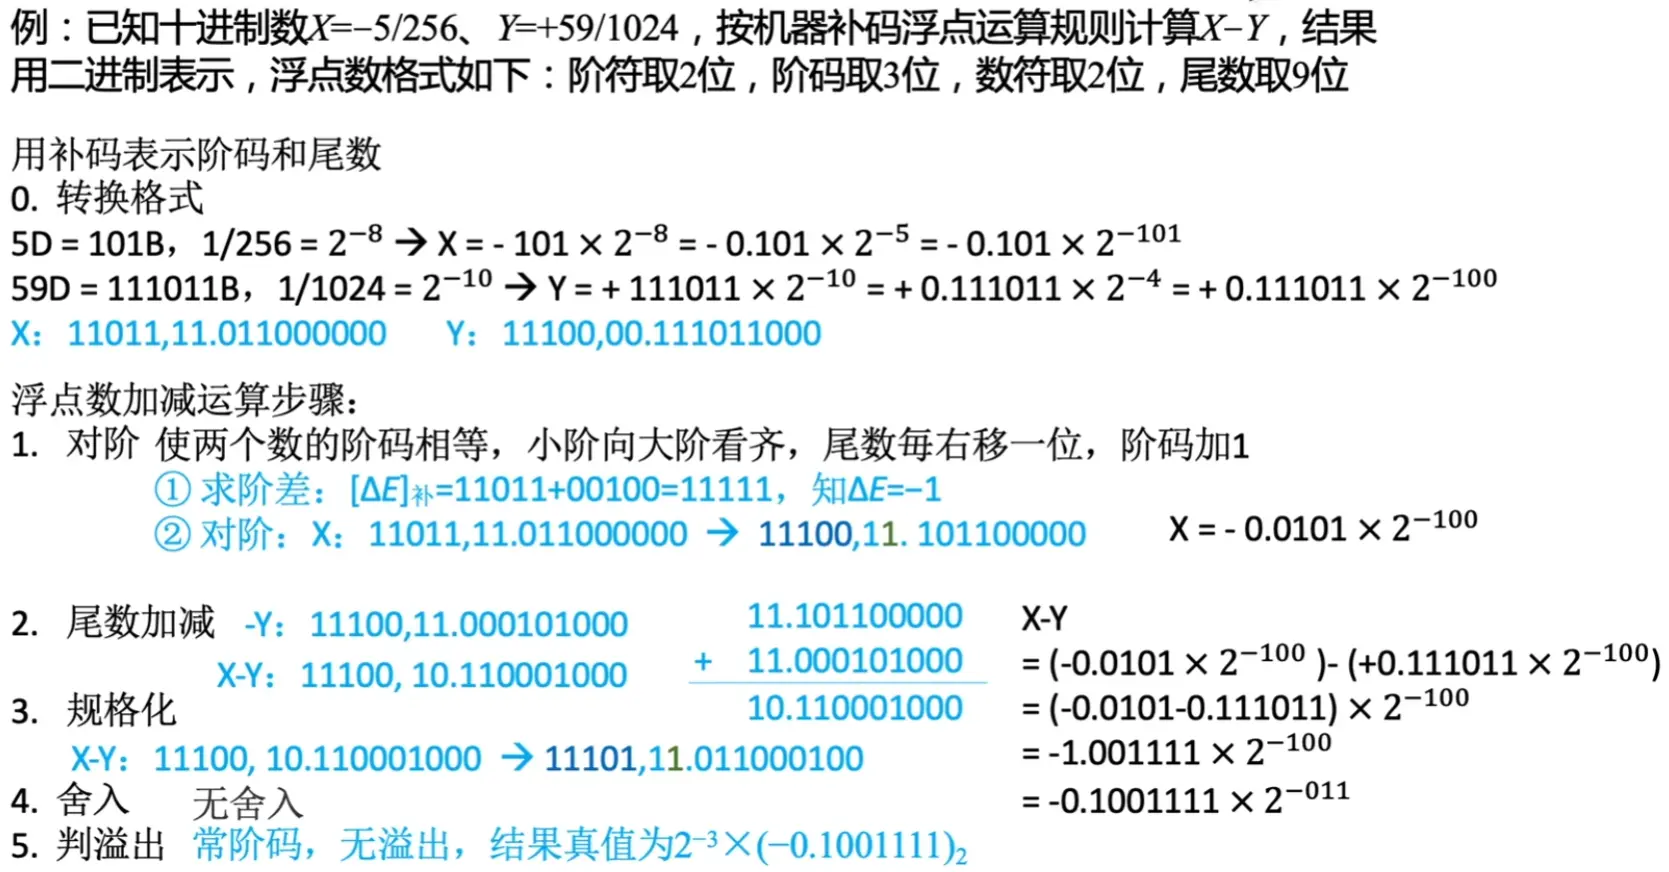 例：已知十进制数X=−5/256、Y=+59/1024，按机器补码浮点运算规则计算X−Y，结果
用二进制表示，浮点数格式如下：阶符取2位，阶码取3位，数符取2位，尾数取9位
用补码表示阶码和尾数
0. 转换格式
5D = 101B，1/256 = 2⁻⁸ → X = - 101 × 2⁻⁸ = - 0.101 × 2⁻⁵ = - 0.101 × 2⁻¹⁰¹
59D = 111011B，1/1024 = 2⁻¹⁰ → Y = + 111011 × 2⁻¹⁰ = + 0.111011 × 2⁻⁴ = + 0.111011 × 2⁻¹⁰⁰
X：11011,11.011000000 Y：11100,00.111011000
浮点数加减运算步骤：
1. 对阶 使两个数的阶码相等，小阶向大阶看齐，尾数每右移一位，阶码加1
① 求阶差：[ΔE]补=11011+00100=11111，知ΔE=−1
② 对阶：X：11011,11.011000000 → 11100,11. 101100000 X = - 0.0101 × 2⁻¹⁰⁰
2. 尾数加减 -Y：11100,11.000101000
X-Y：11100, 10.110001000
11.101100000
+ 11.000101000
10.110001000
X-Y
= (-0.0101 × 2⁻¹⁰⁰ )- (+0.111011 × 2⁻¹⁰⁰)
= (-0.0101-0.111011) × 2⁻¹⁰⁰
= -1.001111 × 2⁻¹⁰⁰
= -0.1001111 × 2⁻⁰¹¹
3. 规格化
X-Y：11100, 10.110001000 → 11101,11.011000100
4. 舍入 无舍入
5. 判溢出 常阶码，无溢出，结果真值为2⁻³×(−0.1001111)₂